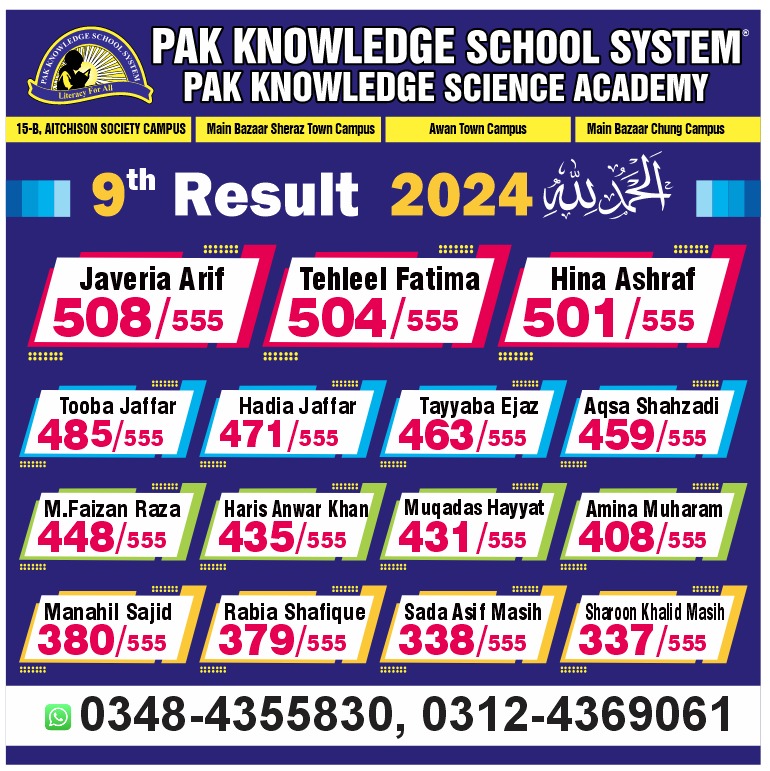 PAK KNOWLEDGE SCHOOL SYSTEM
Literacy For All
PAK KNOWLEDGE SCHOOL SYSTEM®
PAK KNOWLEDGE SCIENCE ACADEMY
15-B, AITCHISON SOCIETY CAMPUS Main Bazaar Sheraz Town Campus Awan Town Campus Main Bazaar Chung Campus
9th Result 2024 الحمد لله
Javeria Arif Tehleel Fatima Hina Ashraf
508/555 504/555 501/555
Tooba Jaffar Hadia Jaffar Tayyaba Ejaz Aqsa Shahzadi
485/555 471/555 463/555 459/555
M.Faizan Raza Haris Anwar Khan Muqadas Hayyat Amina Muharam
448/555 435/555 431/555 408/555
Manahil Sajid Rabia Shafique Sada Asif Masih Sharoon Khalid Masih
380/555 379/555 338/555 337/555
0348-4355830, 0312-4369061